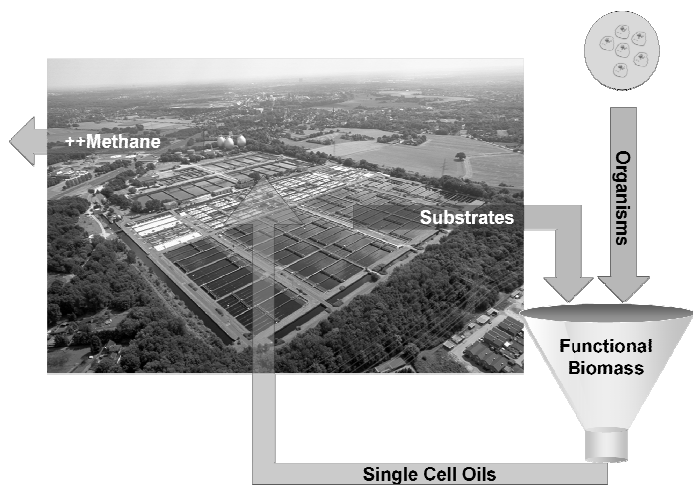 ++Methane
Organisms
Substrates
Functional
Biomass
Single Cell Oils